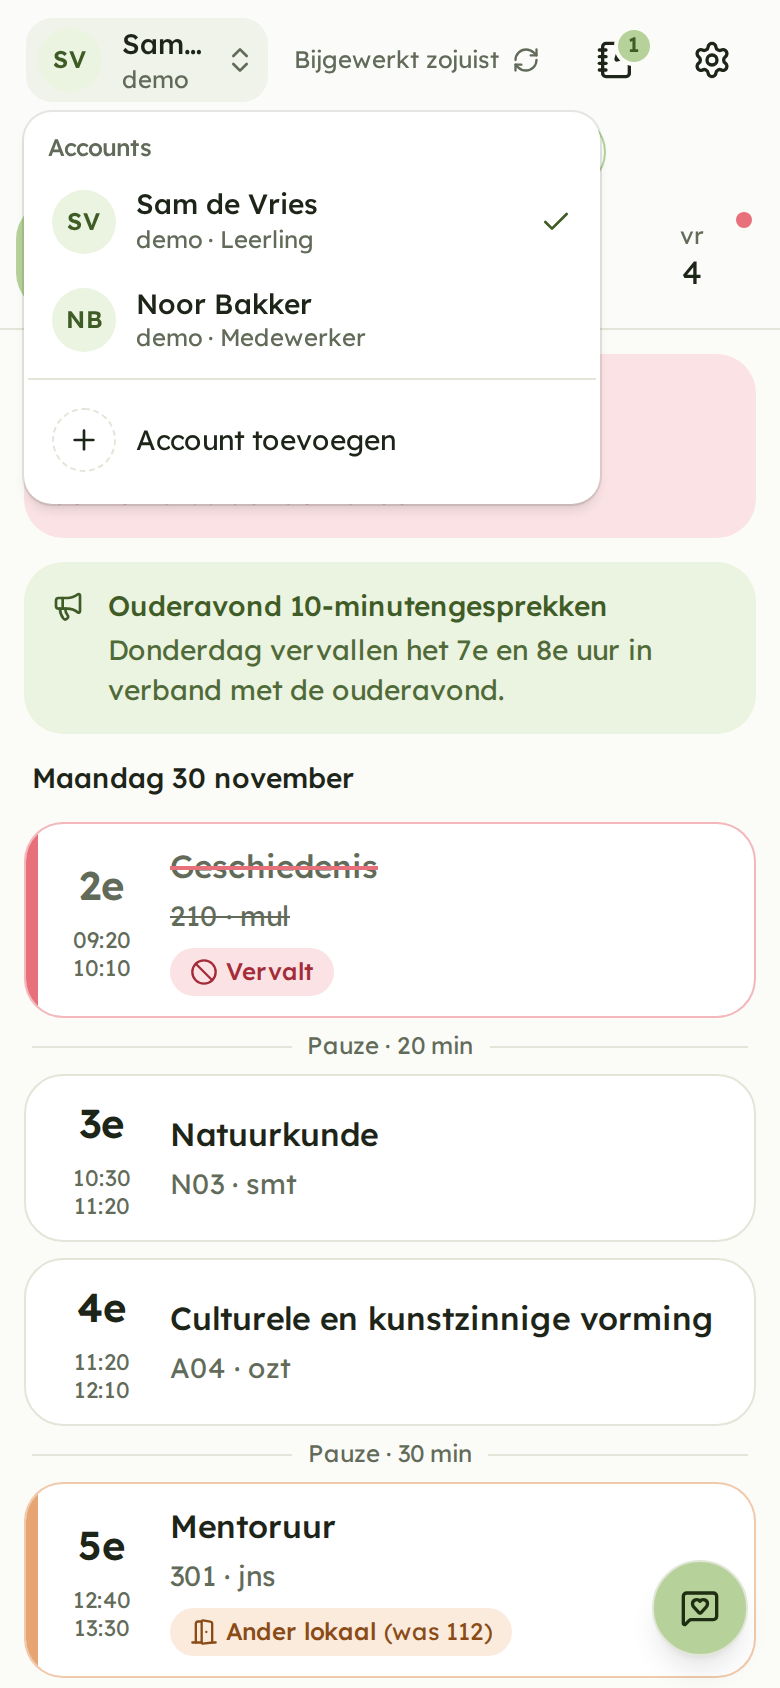 SV
Sam...
demo
Bijgewerkt zojuist
1
Accounts
SV
Sam de Vries
demo · Leerling
NB
Noor Bakker
demo · Medewerker
Account toevoegen
vr
4
Ouderavond 10-minutengesprekken
Donderdag vervallen het 7e en 8e uur in
verband met de ouderavond.
Maandag 30 november
2e
09:20
10:10
Geschiedenis
210 · mul
Vervalt
Pauze · 20 min
3e
10:30
11:20
Natuurkunde
N03 · smt
4e
11:20
12:10
Culturele en kunstzinnige vorming
A04 · ozt
Pauze · 30 min
5e
12:40
13:30
Mentoruur
301 · jns
Ander lokaal (was 112)